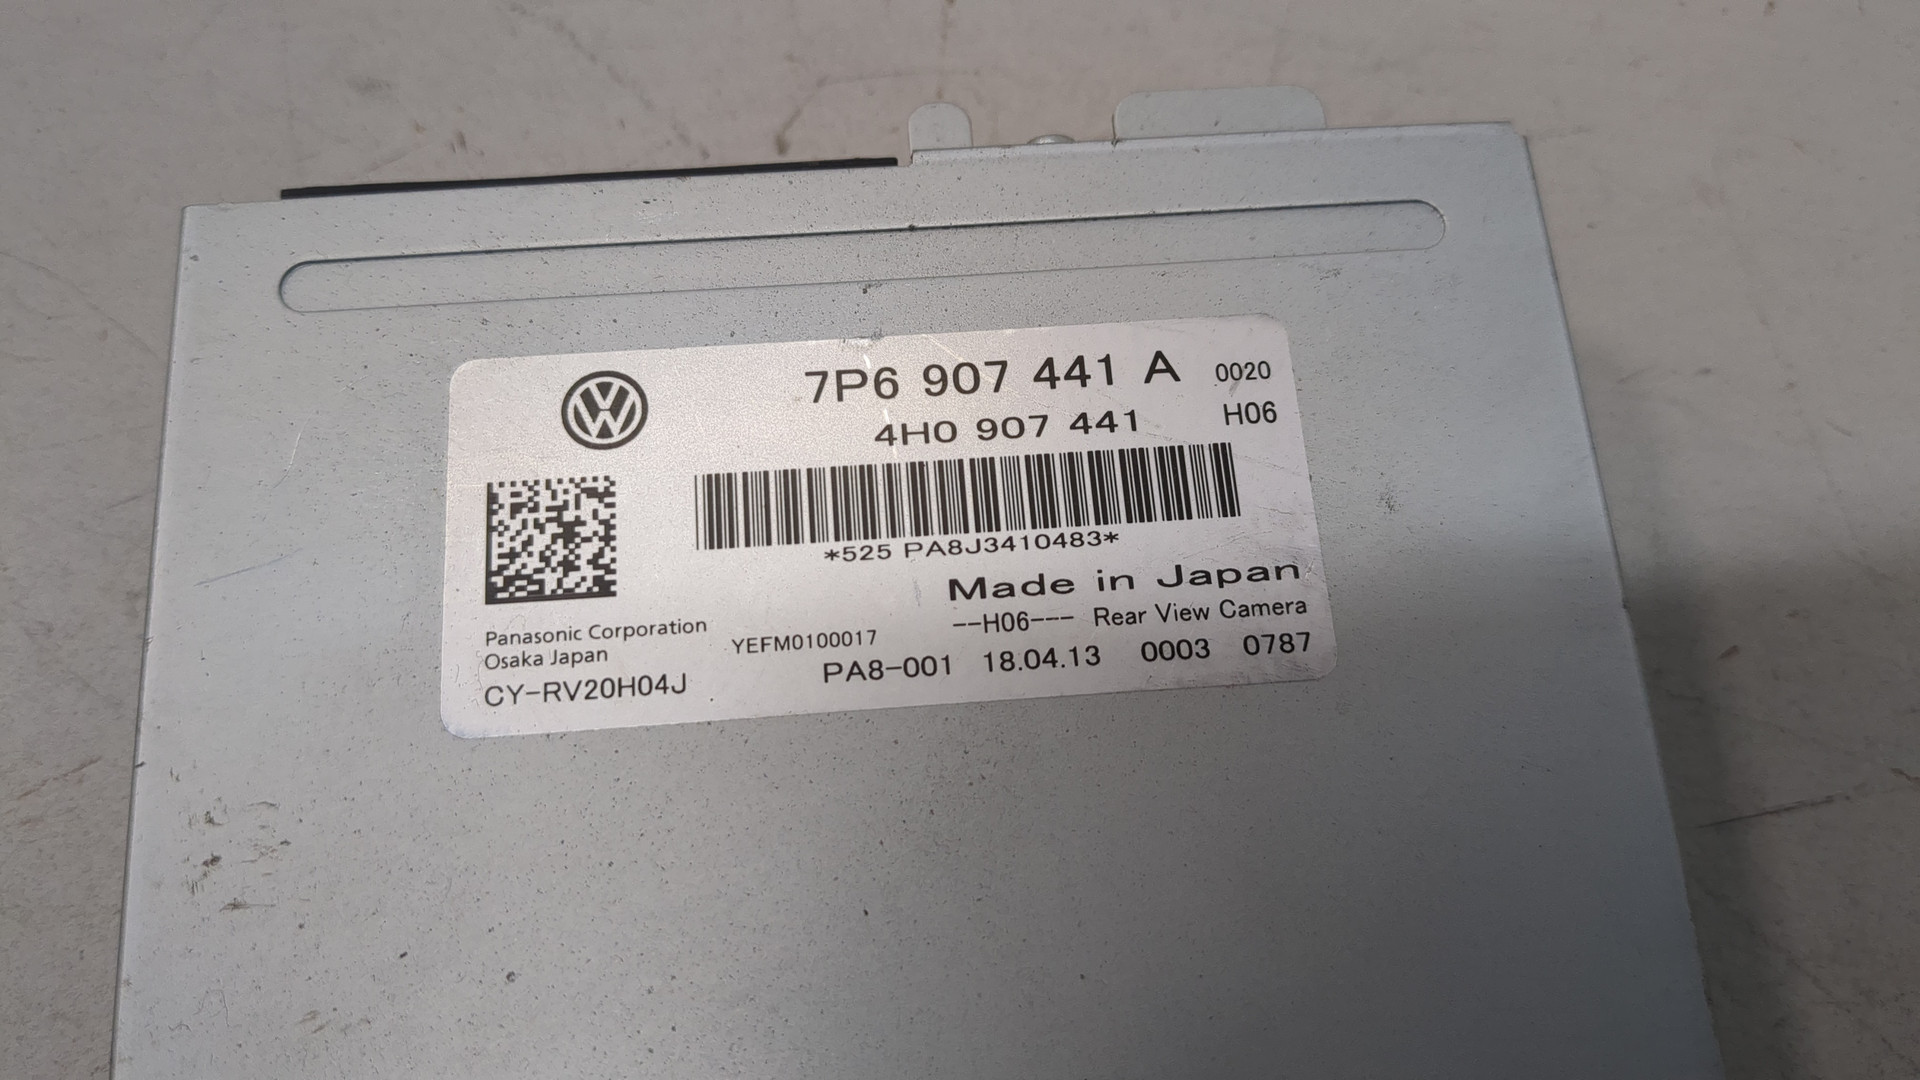 7P6 907 441 A 0020
4H0 907 441 H06
*525 PA8J3410483*
Made in Japan
--H06--- Rear View Camera
Panasonic Corporation
Osaka Japan
YEFM0100017
CY-RV20H04J
PA8-001 18.04.13 0003 0787